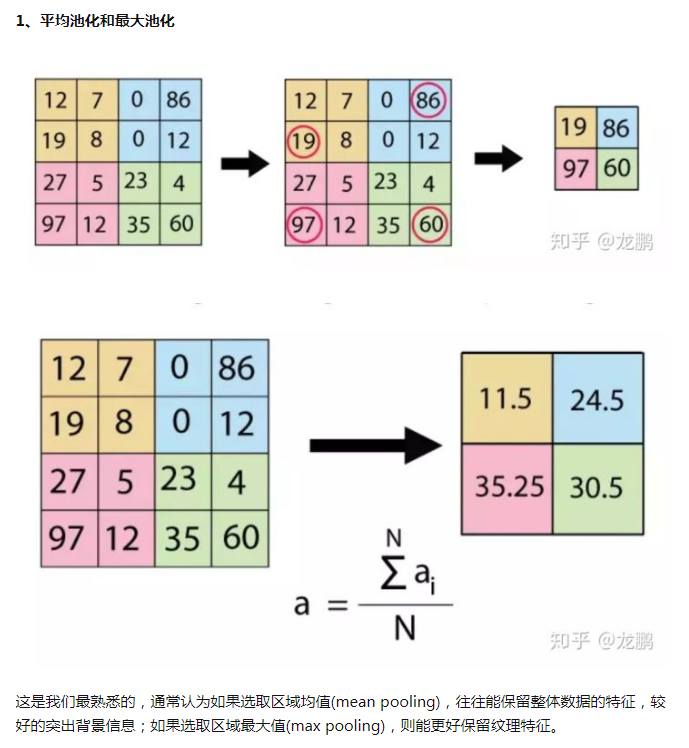 1、平均池化和最大池化
12 7 0 86 12 7 0 86
19 8 0 12 19 8 0 12 19 86
27 5 23 4 27 5 23 4 97 60
97 12 35 60 97 12 35 60
知乎 @龙鹏
12 7 0 86
19 8 0 12 11.5 24.5
27 5 23 4 35.25 30.5
97 12 35 60
N
∑ ai
a =
N
知乎 @龙鹏
这是我们最熟悉的，通常认为如果选取区域均值(mean pooling)，往往能保留整体数据的特征，较
好的突出背景信息；如果选取区域最大值(max pooling)，则能更好保留纹理特征。